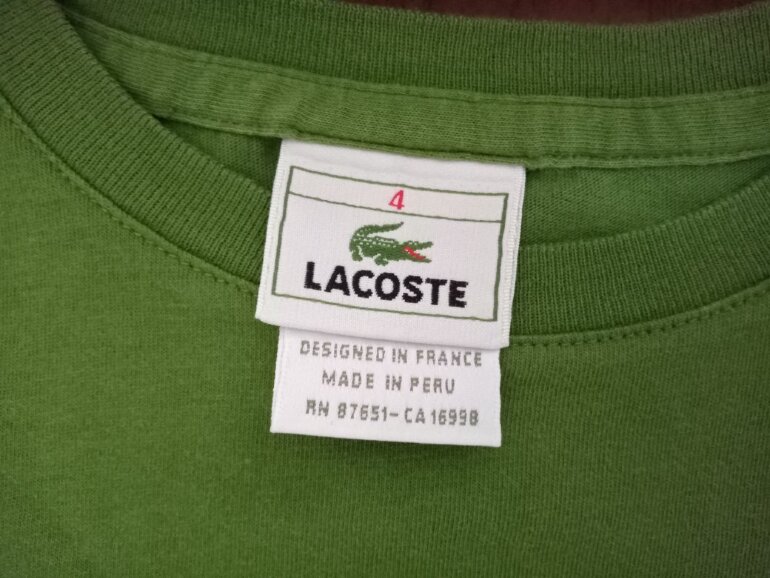 4
LACOSTE
DESIGNED IN FRANCE
MADE IN PERU
RN 87651-CA 16998